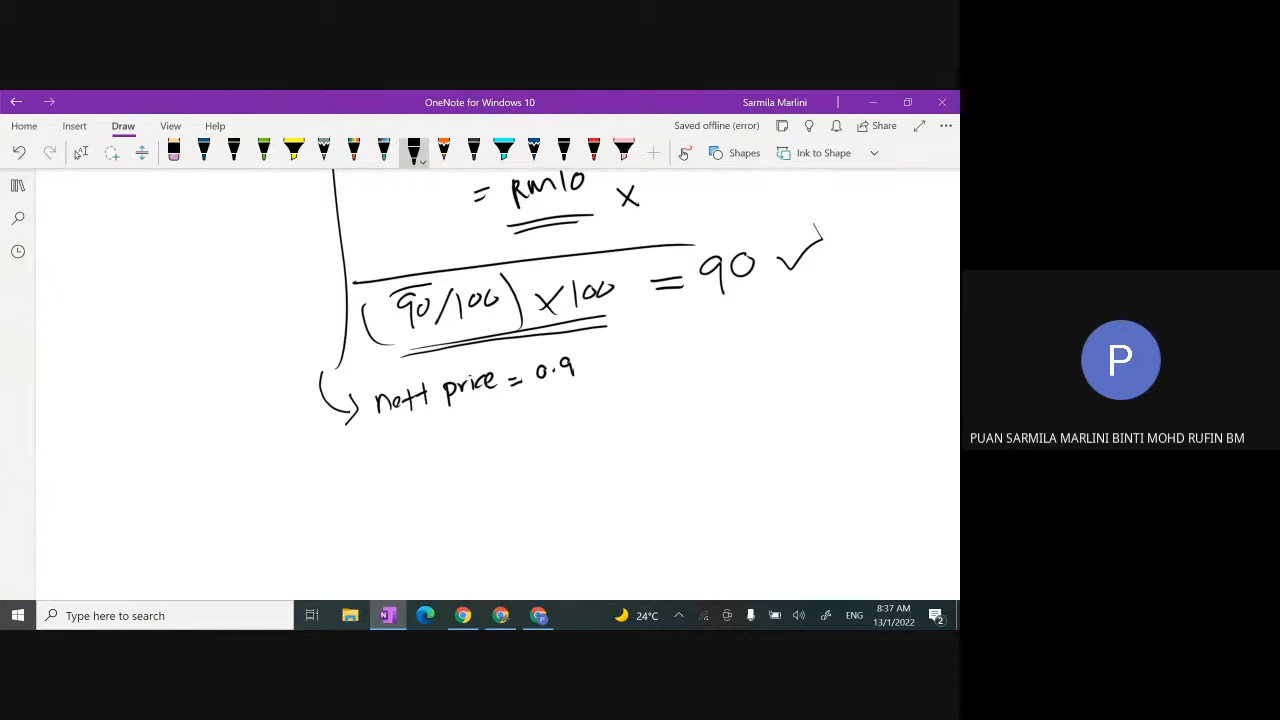 OneNote for Windows 10
Sarmila Marlini
Home Insert Draw View Help
Saved offline (error)
Share
Shapes
Ink to Shape
= RM10 x
(90/100) x 100 = 90 ✓
nett price = 0.9
P
PUAN SARMILA MARLINI BINTI MOHD RUFIN BM
Type here to search
24°C
ENG
8:37 AM
13/1/2022
2